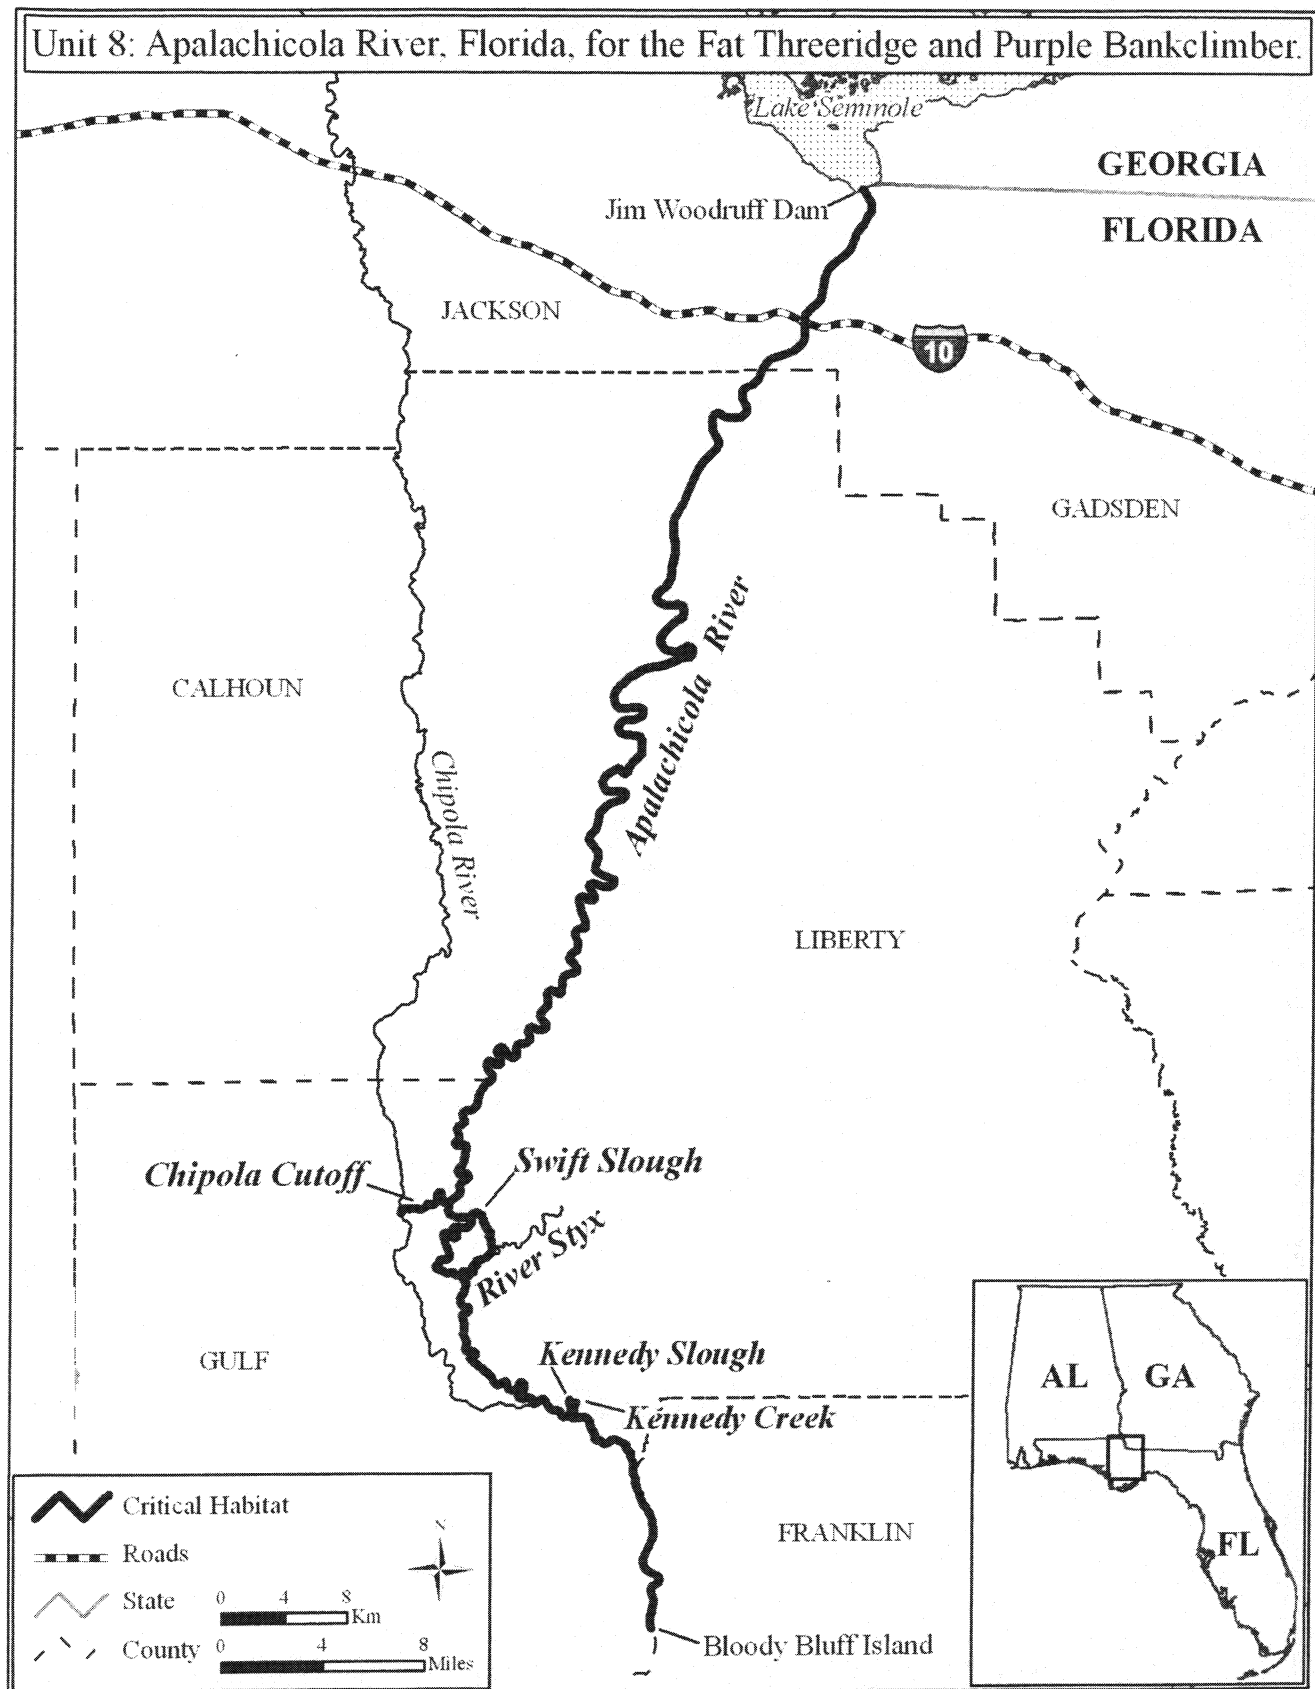 Unit 8: Apalachicola River, Florida, for the Fat Threeridge and Purple Bankclimber.
Lake Seminole
GEORGIA
Jim Woodruff Dam
FLORIDA
JACKSON
10
GADSDEN
Apalachicola River
CALHOUN
Chipola River
LIBERTY
Chipola Cutoff
Swift Slough
River Styx
GULF
Kennedy Slough
Kennedy Creek
AL GA
FL
FRANKLIN
Bloody Bluff Island
Critical Habitat
Roads
State
County
N
0 4 8
Km
0 4 8
Miles